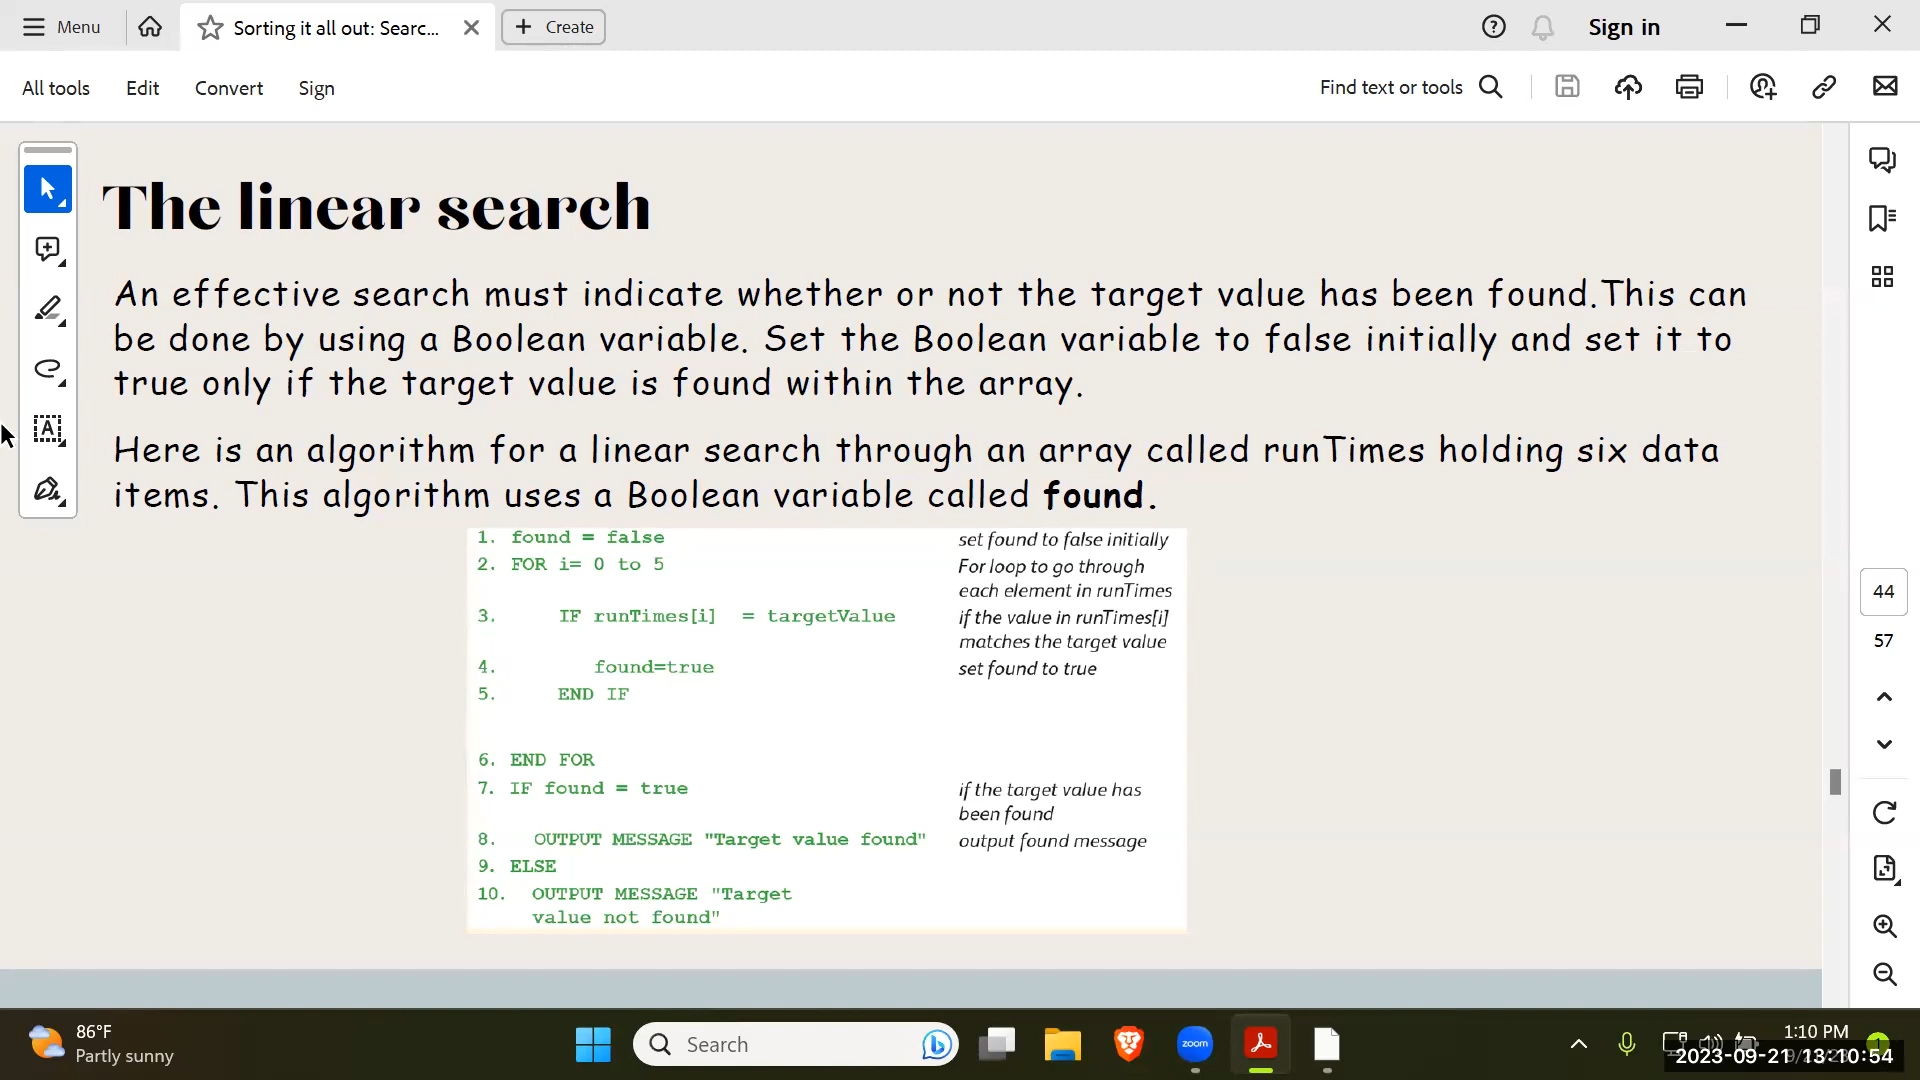 Menu
Sorting it all out: Searc...
Create
Sign in
All tools
Edit
Convert
Sign
Find text or tools
The linear search
An effective search must indicate whether or not the target value has been found.This can
be done by using a Boolean variable. Set the Boolean variable to false initially and set it to
true only if the target value is found within the array.
Here is an algorithm for a linear search through an array called runTimes holding six data
items. This algorithm uses a Boolean variable called found.
1. found = false set found to false initially
2. FOR i= 0 to 5 For loop to go through
each element in runTimes
3. IF runTimes[i] = targetValue if the value in runTimes[i]
matches the target value
4. found=true set found to true
5. END IF
6. END FOR
7. IF found = true if the target value has
been found
8. OUTPUT MESSAGE "Target value found" output found message
9. ELSE
10. OUTPUT MESSAGE "Target
value not found"
44
57
86°F
Partly sunny
Search
zoom
1:10 PM
2023-09-21 13:10:54